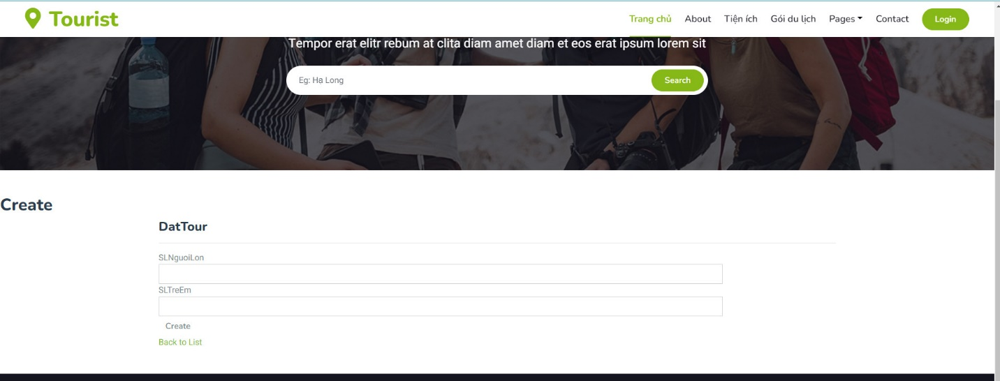 Tourist
Trang chủ About Tiện ích Gói du lịch Pages Contact Login
Tempor erat elitr rebum at clita diam amet diam et eos erat ipsum lorem sit
Eg: Hạ Long Search
Create
DatTour
SLNguoiLon
SLTreEm
Create
Back to List